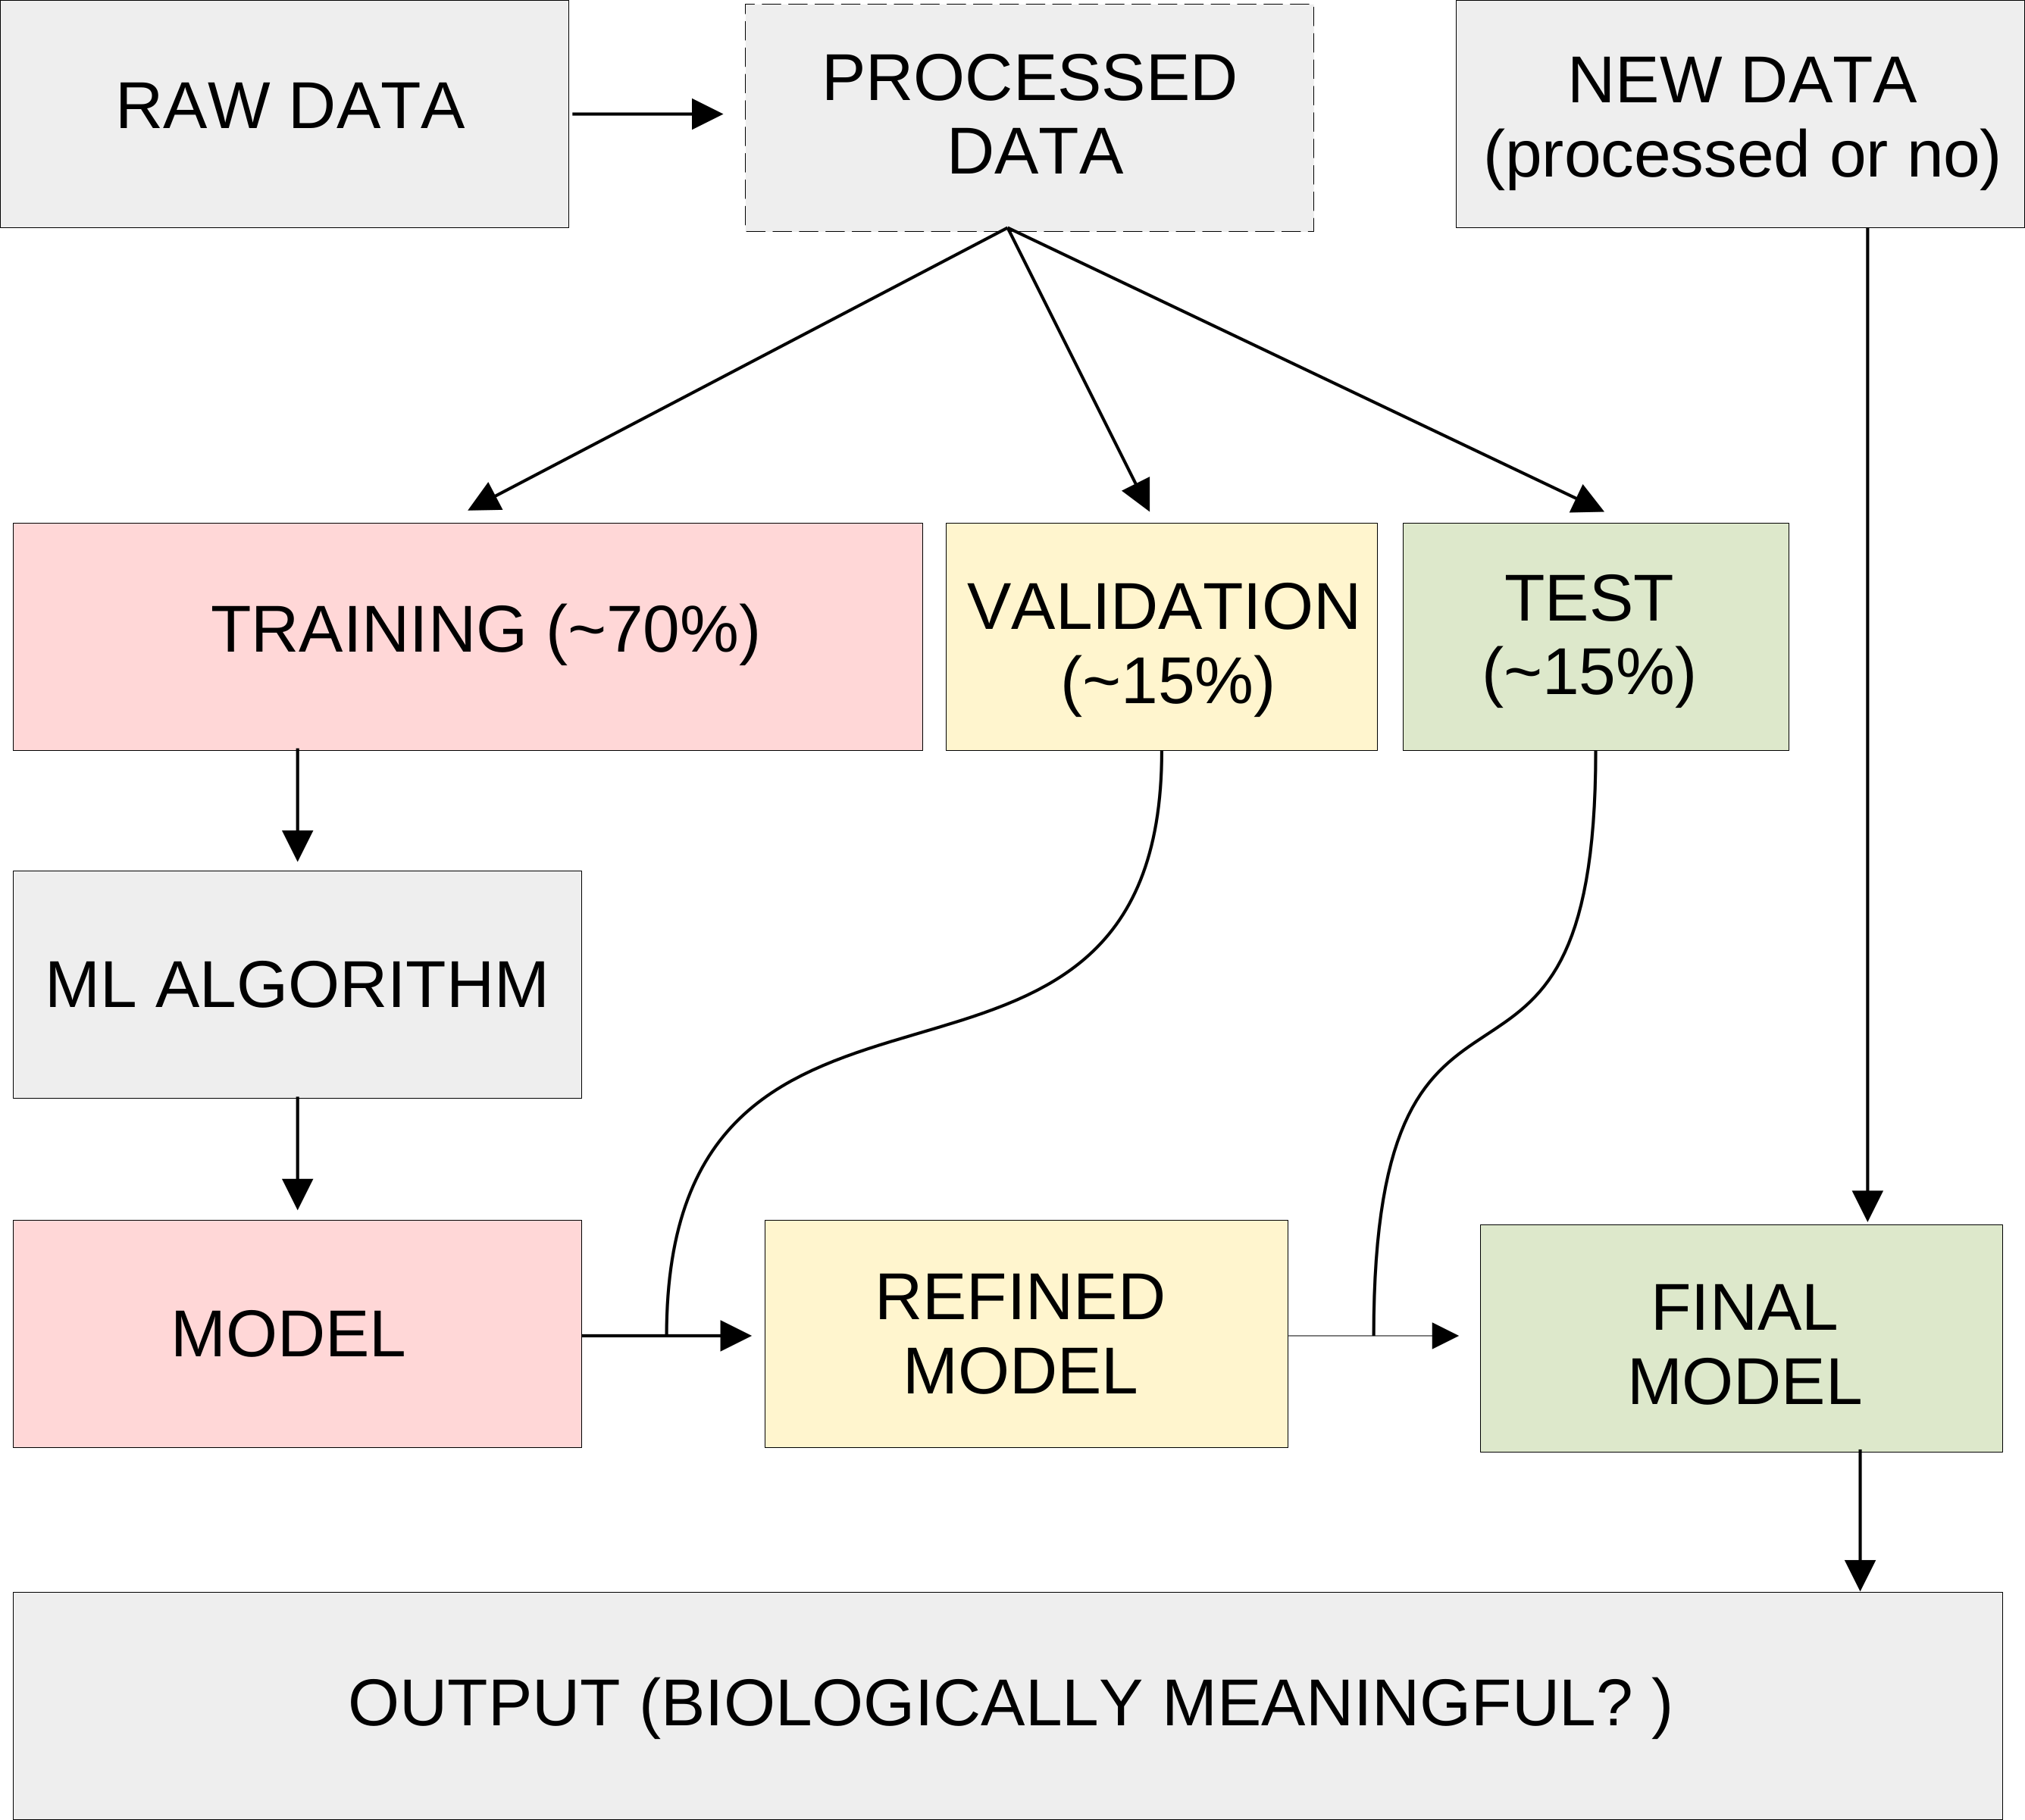 RAW DATA
PROCESSED
DATA
NEW DATA
(processed or no)
TRAINING (~70%)
VALIDATION
(~15%)
TEST
(~15%)
ML ALGORITHM
MODEL
REFINED
MODEL
FINAL
MODEL
OUTPUT (BIOLOGICALLY MEANINGFUL? )